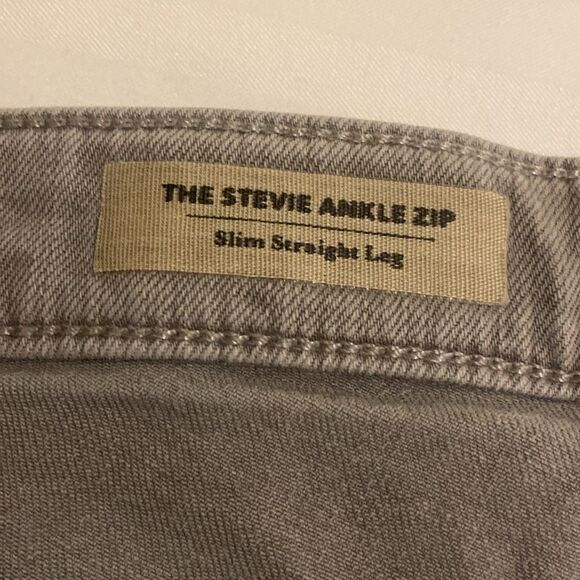 THE STEVIE ANKLE ZIP
Slim Straight Leg